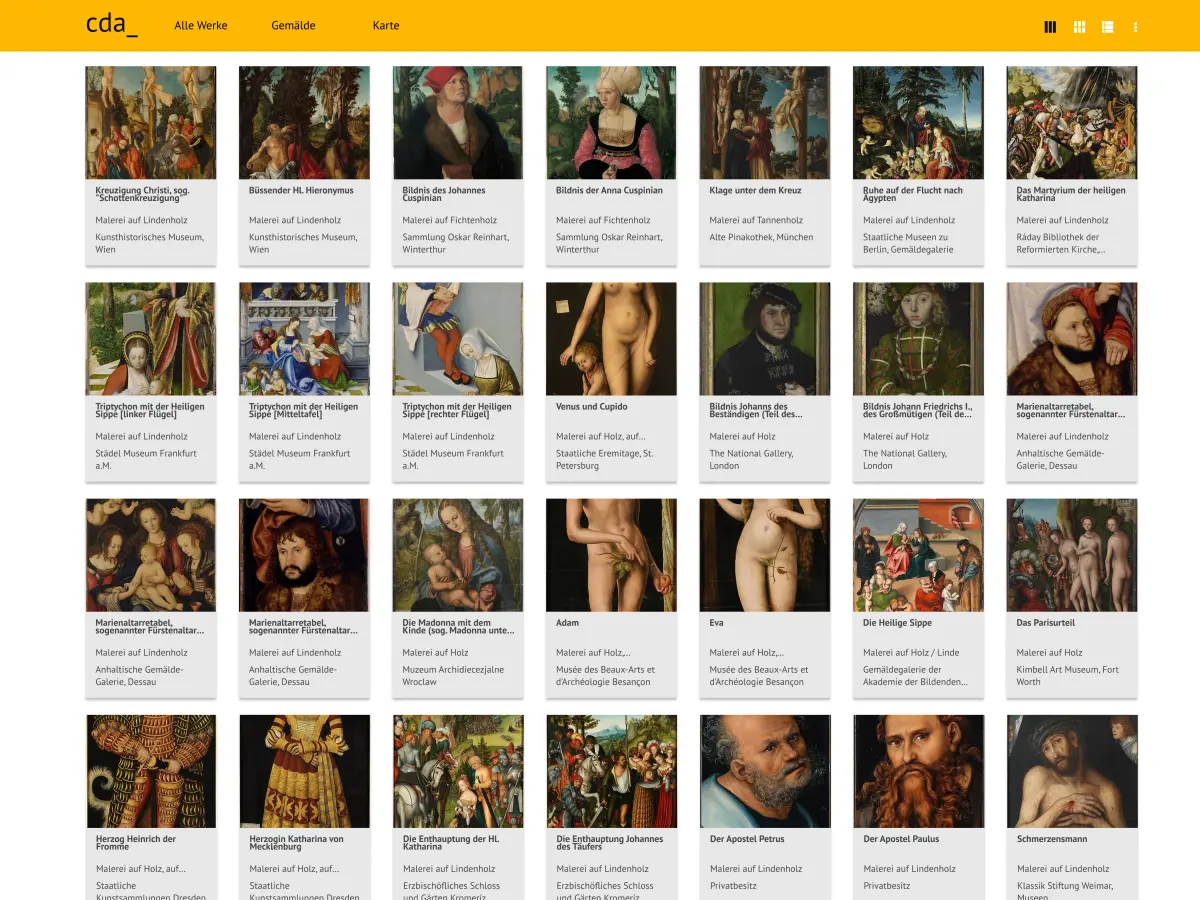 cda_
Alle Werke
Gemälde
Karte
Kreuzigung Christi, sog.
"Schottenkreuzigung"
Malerei auf Lindenholz
Kunsthistorisches Museum,
Wien
Büssender Hl. Hieronymus
Malerei auf Lindenholz
Kunsthistorisches Museum,
Wien
Bildnis des Johannes
Cuspinian
Malerei auf Fichtenholz
Sammlung Oskar Reinhart,
Winterthur
Bildnis der Anna Cuspinian
Malerei auf Fichtenholz
Sammlung Oskar Reinhart,
Winterthur
Klage unter dem Kreuz
Malerei auf Tannenholz
Alte Pinakothek, München
Ruhe auf der Flucht nach
Ägypten
Malerei auf Lindenholz
Staatliche Museen zu
Berlin, Gemäldegalerie
Das Martyrium der heiligen
Katharina
Malerei auf Lindenholz
Ráday Bibliothek der
Reformierten Kirche,...
Triptychon mit der Heiligen
Sippe [linker Flügel]
Malerei auf Lindenholz
Städel Museum Frankfurt
a.M.
Triptychon mit der Heiligen
Sippe [Mitteltafel]
Malerei auf Lindenholz
Städel Museum Frankfurt
a.M.
Triptychon mit der Heiligen
Sippe [rechter Flügel]
Malerei auf Lindenholz
Städel Museum Frankfurt
a.M.
Venus und Cupido
Malerei auf Holz, auf...
Staatliche Eremitage, St.
Petersburg
Bildnis Johanns des
Beständigen (Teil des...
Malerei auf Holz
The National Gallery,
London
Bildnis Johann Friedrichs I.,
des Großmütigen (Teil de...
Malerei auf Holz
The National Gallery,
London
Marienaltarretabel,
sogenannter Fürstenaltar...
Malerei auf Lindenholz
Anhaltische Gemälde-
Galerie, Dessau
Marienaltarretabel,
sogenannter Fürstenaltar...
Malerei auf Lindenholz
Anhaltische Gemälde-
Galerie, Dessau
Marienaltarretabel,
sogenannter Fürstenaltar...
Malerei auf Lindenholz
Anhaltische Gemälde-
Galerie, Dessau
Die Madonna mit dem
Kinde (sog. Madonna unte...
Malerei auf Holz
Muzeum Archidiecezjalne
Wroclaw
Adam
Malerei auf Holz,...
Musée des Beaux-Arts et
d'Archéologie Besançon
Eva
Malerei auf Holz,...
Musée des Beaux-Arts et
d'Archéologie Besançon
Die Heilige Sippe
Malerei auf Holz / Linde
Gemäldegalerie der
Akademie der Bildenden...
Das Parisurteil
Malerei auf Holz
Kimbell Art Museum, Fort
Worth
Herzog Heinrich der
Fromme
Malerei auf Holz, auf...
Staatliche
Kunstsammlungen Dresden
Herzogin Katharina von
Mecklenburg
Malerei auf Holz, auf...
Staatliche
Kunstsammlungen Dresden
Die Enthauptung der Hl.
Katharina
Malerei auf Lindenholz
Erzbischöfliches Schloss
und Gärten Kromeríz
Die Enthauptung Johannes
des Täufers
Malerei auf Lindenholz
Erzbischöfliches Schloss
und Gärten Kromeríz
Der Apostel Petrus
Malerei auf Lindenholz
Privatbesitz
Der Apostel Paulus
Malerei auf Lindenholz
Privatbesitz
Schmerzensmann
Malerei auf Lindenholz
Klassik Stiftung Weimar,
Museen